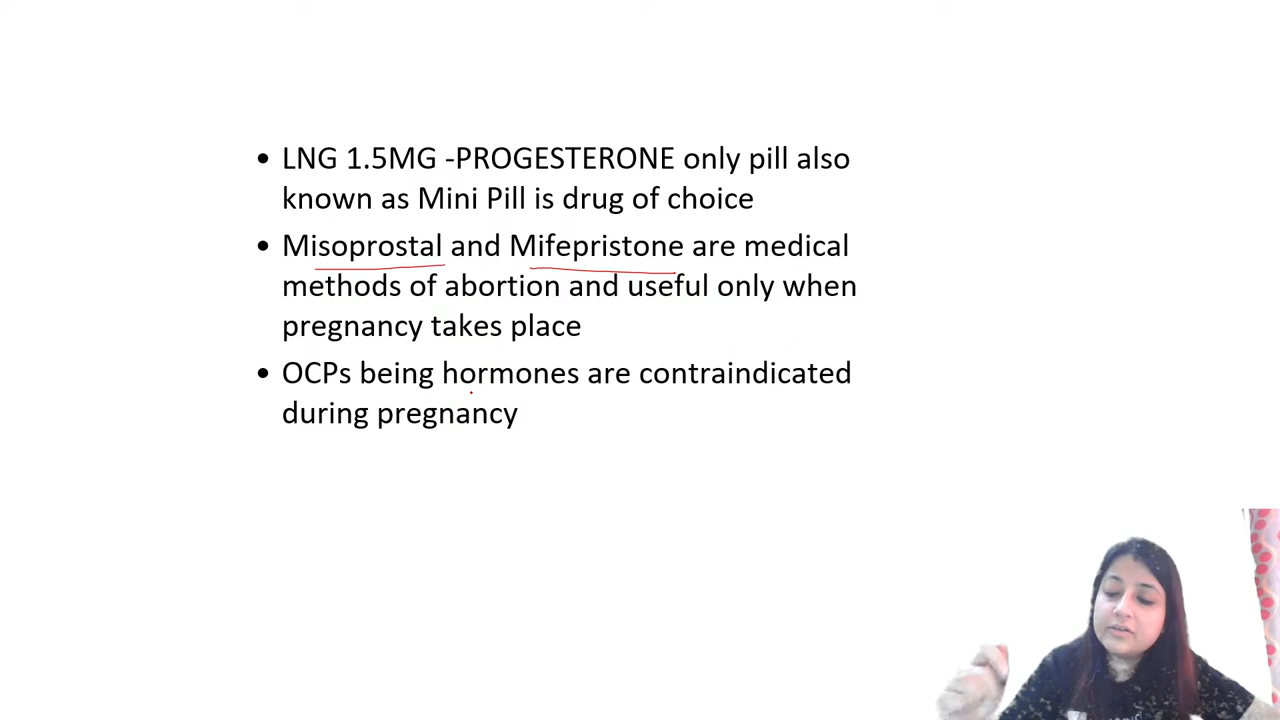 • LNG 1.5MG -PROGESTERONE only pill also
known as Mini Pill is drug of choice
• Misoprostal and Mifepristone are medical
methods of abortion and useful only when
pregnancy takes place
• OCPs being hormones are contraindicated
during pregnancy